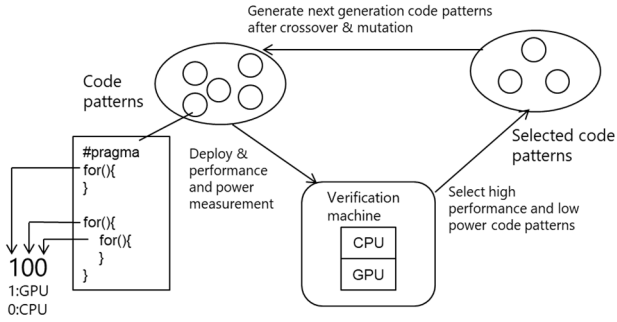 Generate next generation code patterns
after crossover & mutation
Code
patterns
#pragma
for(){
}
for(){
for(){
}
}
100
1:GPU
0:CPU
Deploy &
performance
and power
measurement
Verification
machine
CPU
GPU
Selected code
patterns
Select high
performance and low
power code patterns